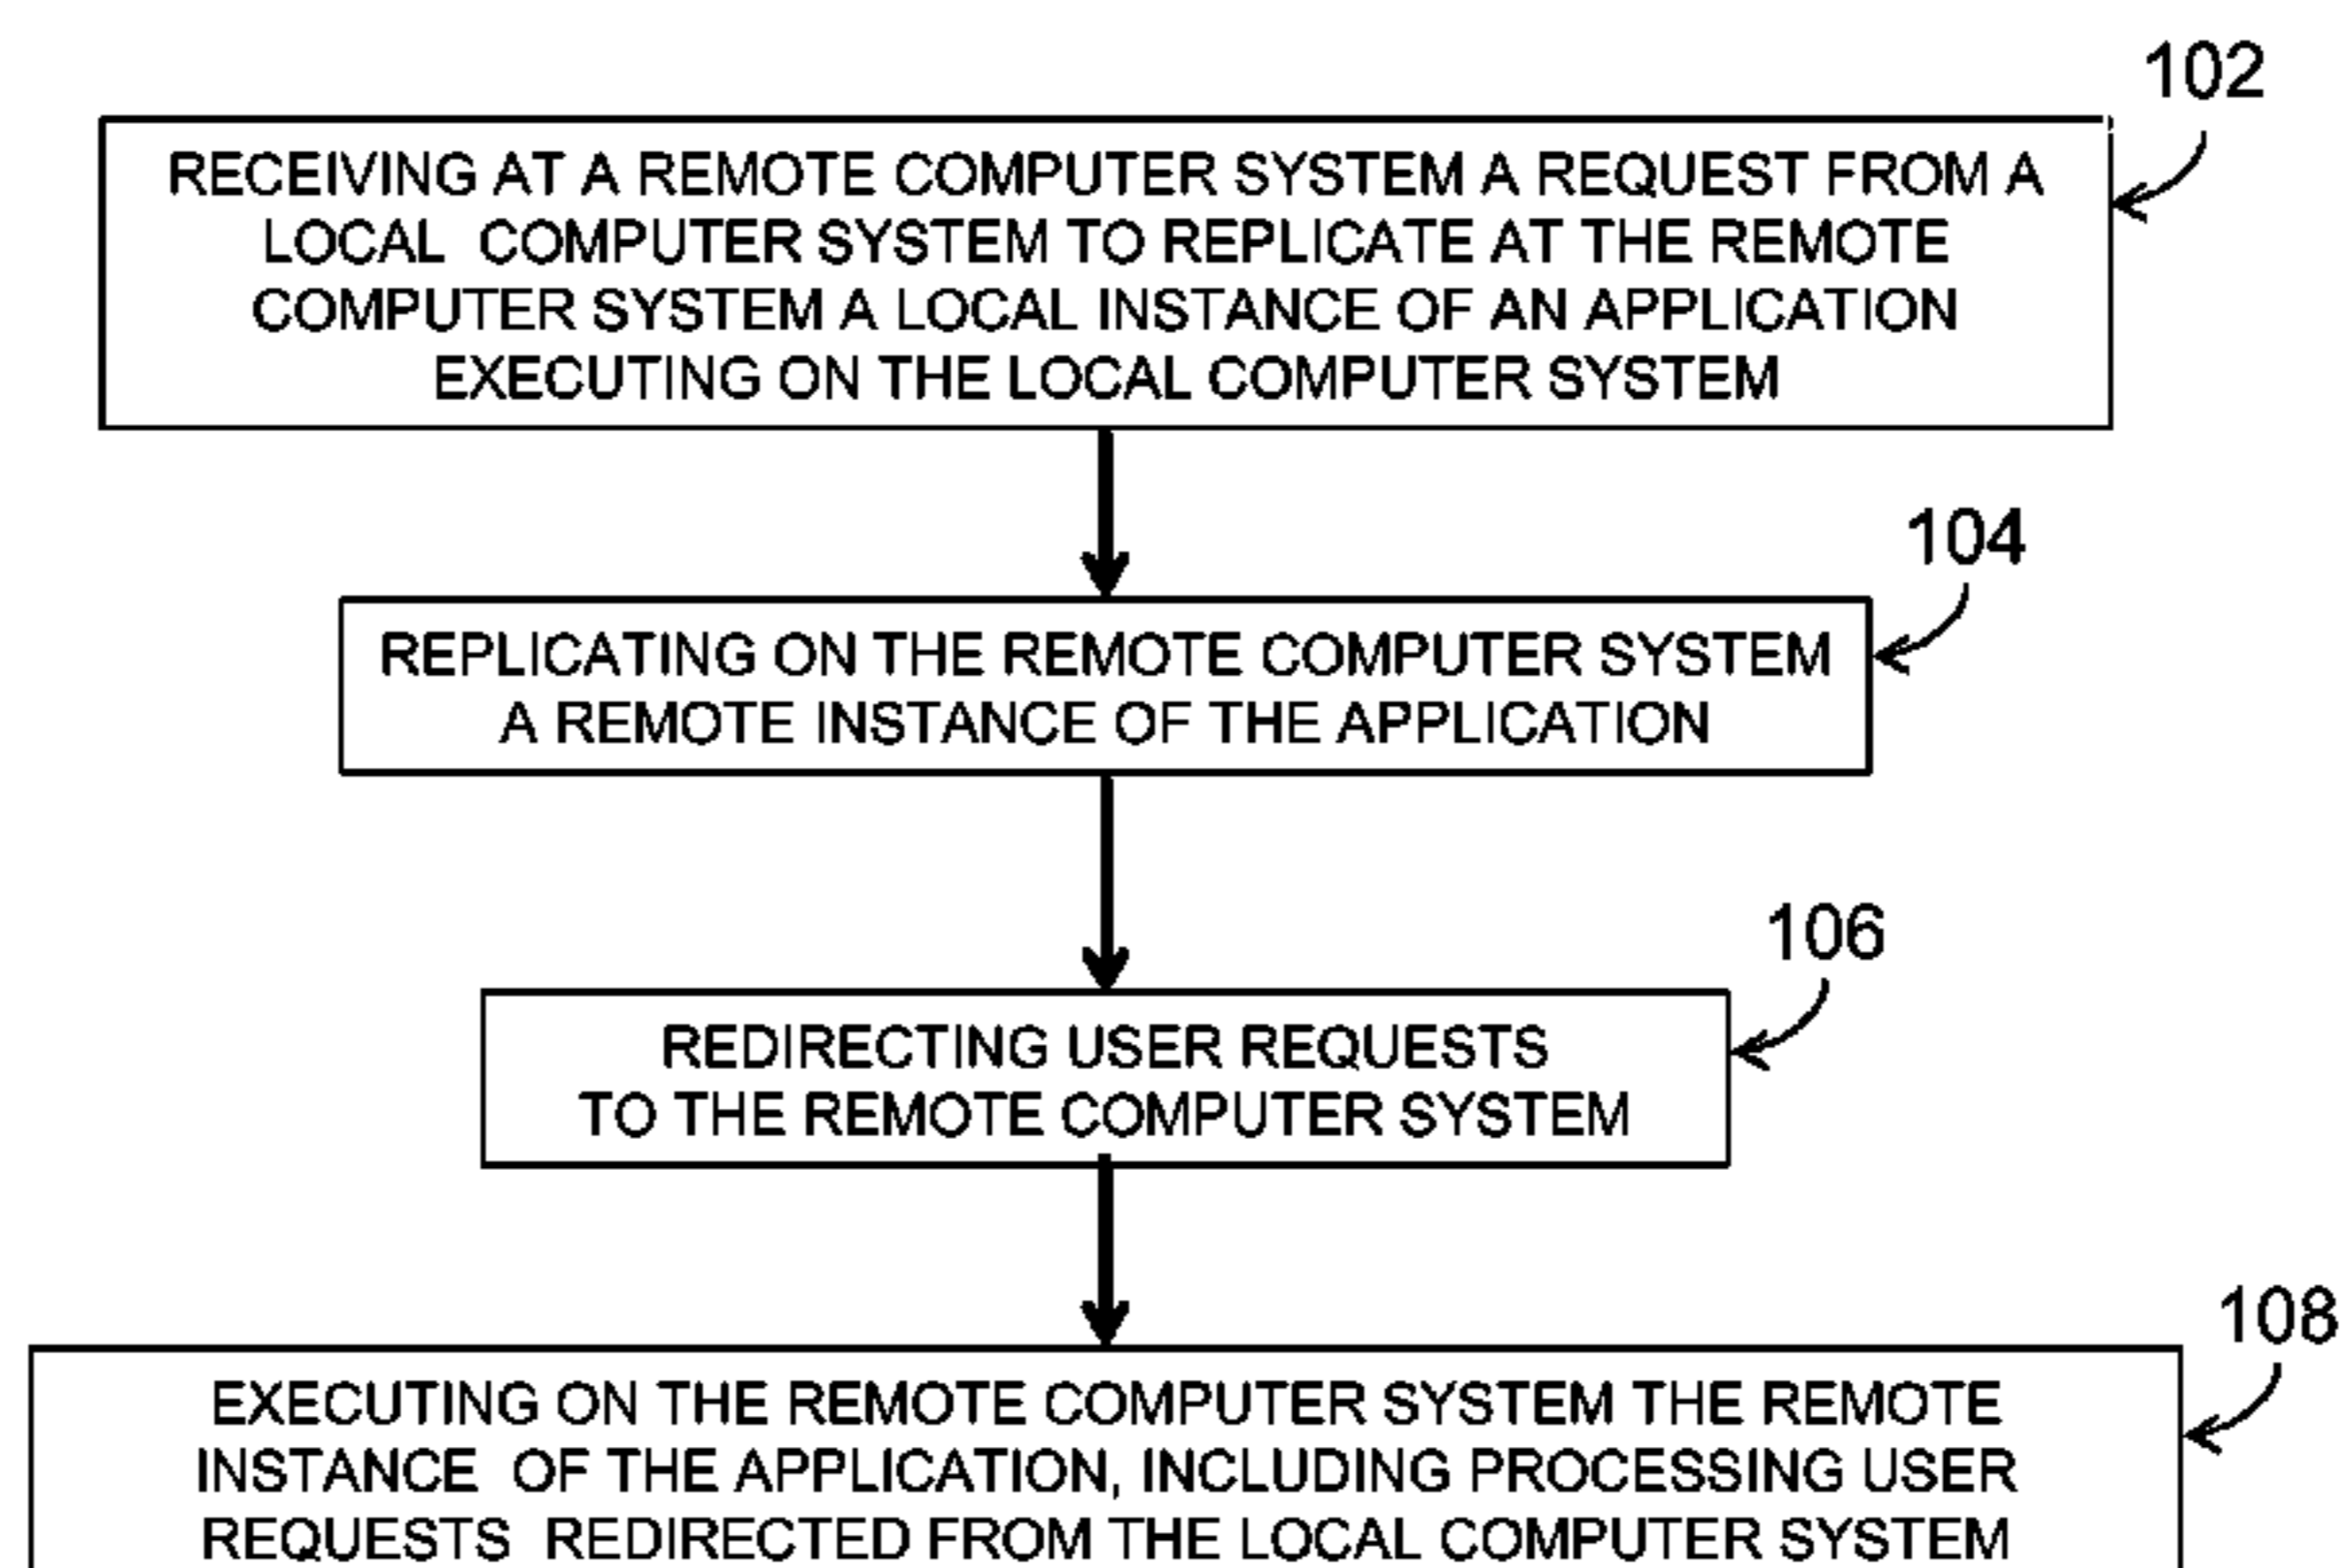 102
RECEIVING AT A REMOTE COMPUTER SYSTEM A REQUEST FROM A
LOCAL COMPUTER SYSTEM TO REPLICATE AT THE REMOTE
COMPUTER SYSTEM A LOCAL INSTANCE OF AN APPLICATION
EXECUTING ON THE LOCAL COMPUTER SYSTEM
104
REPLICATING ON THE REMOTE COMPUTER SYSTEM
A REMOTE INSTANCE OF THE APPLICATION
106
REDIRECTING USER REQUESTS
TO THE REMOTE COMPUTER SYSTEM
108
EXECUTING ON THE REMOTE COMPUTER SYSTEM THE REMOTE
INSTANCE OF THE APPLICATION, INCLUDING PROCESSING USER
REQUESTS REDIRECTED FROM THE LOCAL COMPUTER SYSTEM